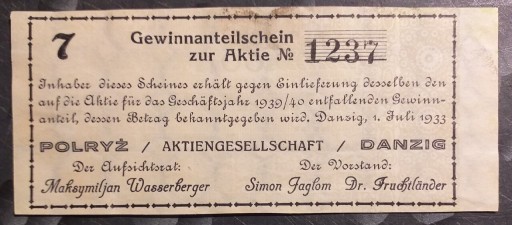 7
Gewinnanteilschein
zur Aktie № 1237
Inhaber dieses Scheines erhält gegen Einlieferung desselben den
auf die Aktie für das Geschäftsjahr 1939/40 entfallenden Gewinn-
anteil, dessen Betrag bekanntgegeben wird. Danzig, 1. Juli 1933
POLRYŻ / AKTIENGESELLSCHAFT / DANZIG
Der Aufsichtsrat: Der Vorstand:
Maksymiljan Wasserberger Simon Jaglom Dr. Fruchtländer